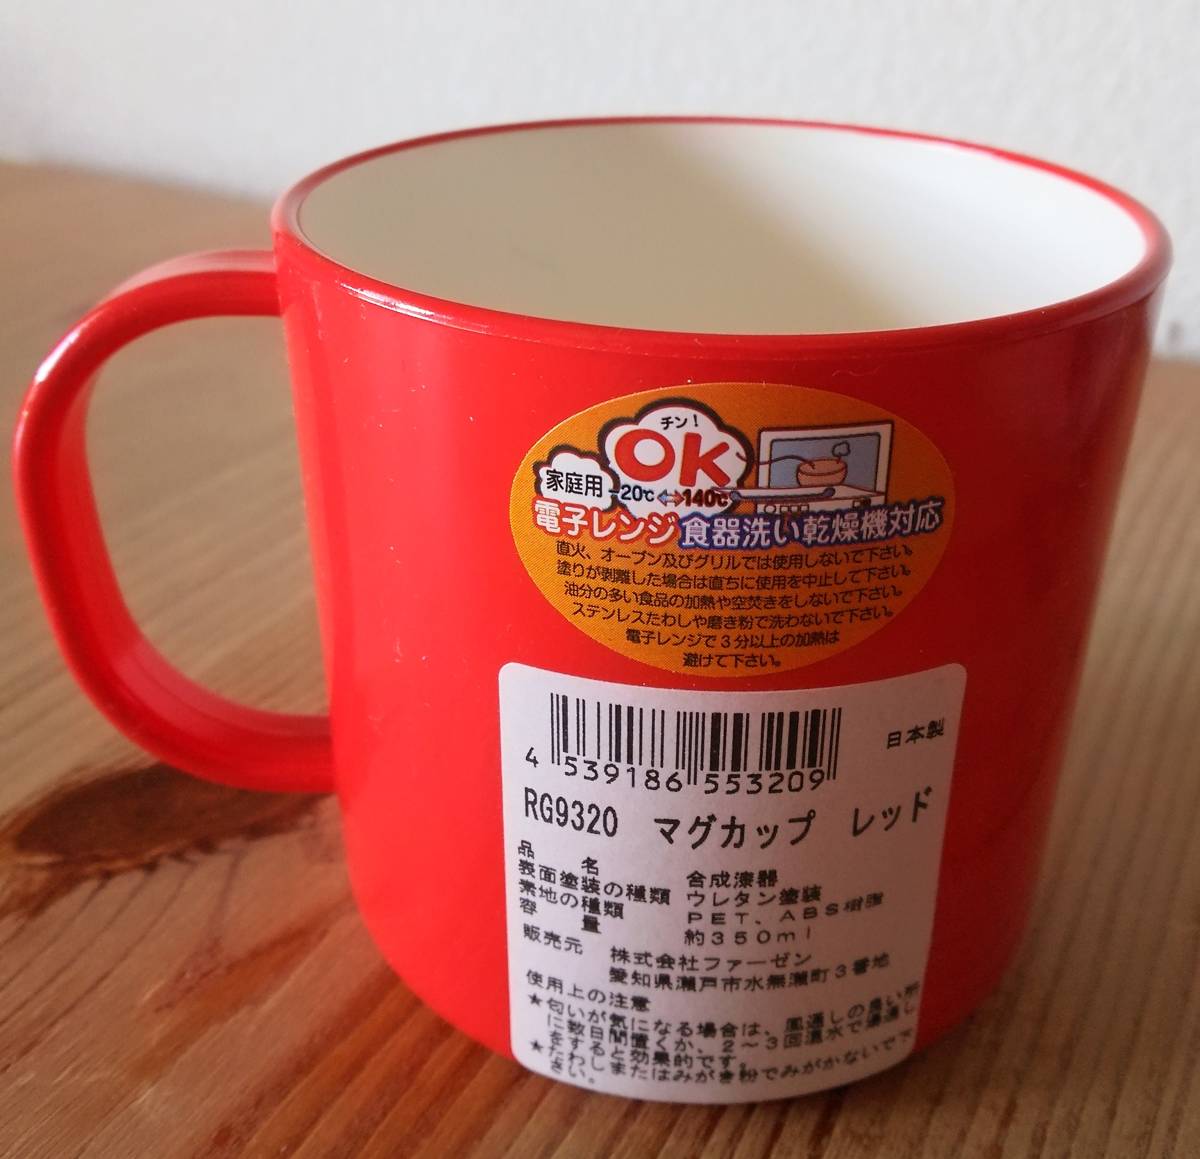 チン!
OK
家庭用
-20℃⇔140℃
電子レンジ 食器洗い乾燥機対応
直火、オーブン及びグリルでは使用しないで下さい。
塗りが剥離した場合は直ちに使用を中止して下さい。
油分の多い食品の加熱や空焚きをしないで下さい。
ステンレスたわしや磨き粉で洗わないで下さい。
電子レンジで3分以上の加熱は
避けて下さい。
日本製
4 539186 553209
RG9320 マグカップ レッド
品名 合成漆器
表面塗装の種類 ウレタン塗装
素地の種類 PET、ABS樹脂
容量 約350ml
販売元 株式会社ファーゼン
愛知県瀬戸市水無瀬町3番地
使用上の注意
★匂いが気になる場合は、風通しの良い所
に数日間置くか、2~3回温水で湯通し
をすると効果的です。
★たわしまたはみがき粉でみがかないで下
さい。